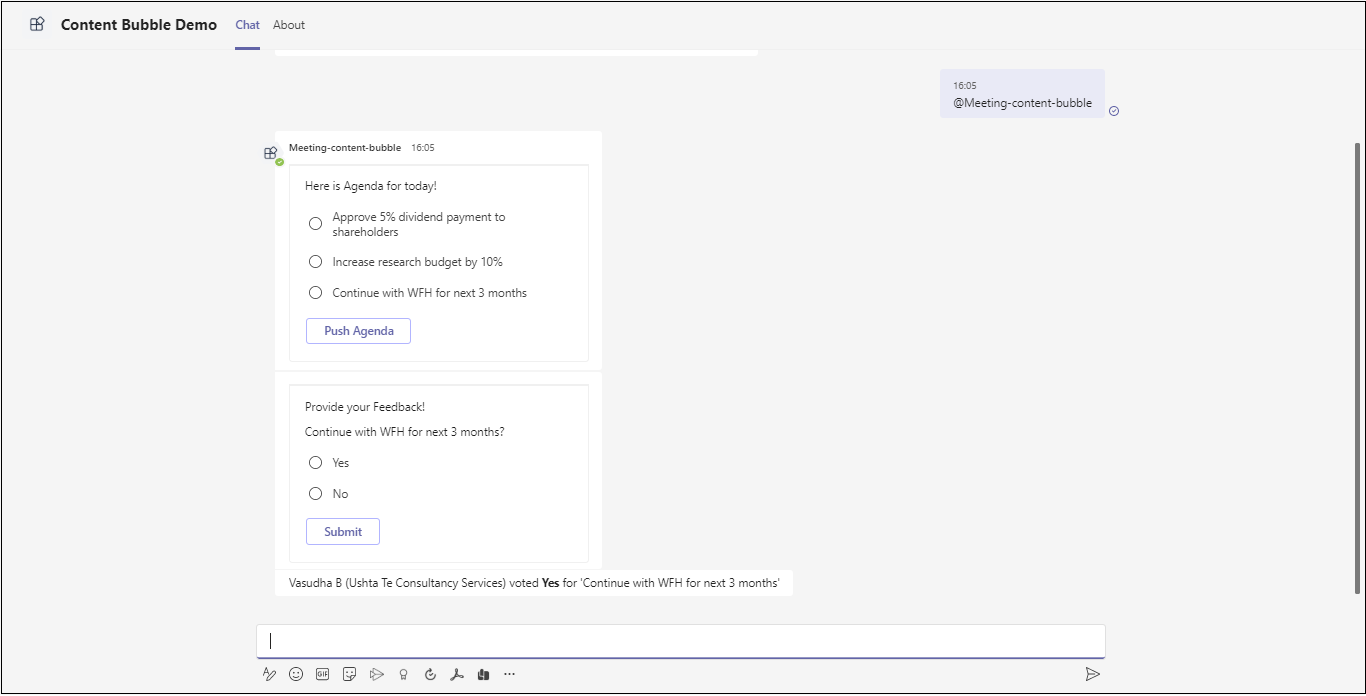 Content Bubble Demo Chat About
16:05
@Meeting-content-bubble
Meeting-content-bubble 16:05
Here is Agenda for today!
Approve 5% dividend payment to
shareholders
Increase research budget by 10%
Continue with WFH for next 3 months
Push Agenda
Provide your Feedback!
Continue with WFH for next 3 months?
Yes
No
Submit
Vasudha B (Ushta Te Consultancy Services) voted Yes for 'Continue with WFH for next 3 months'
GIF